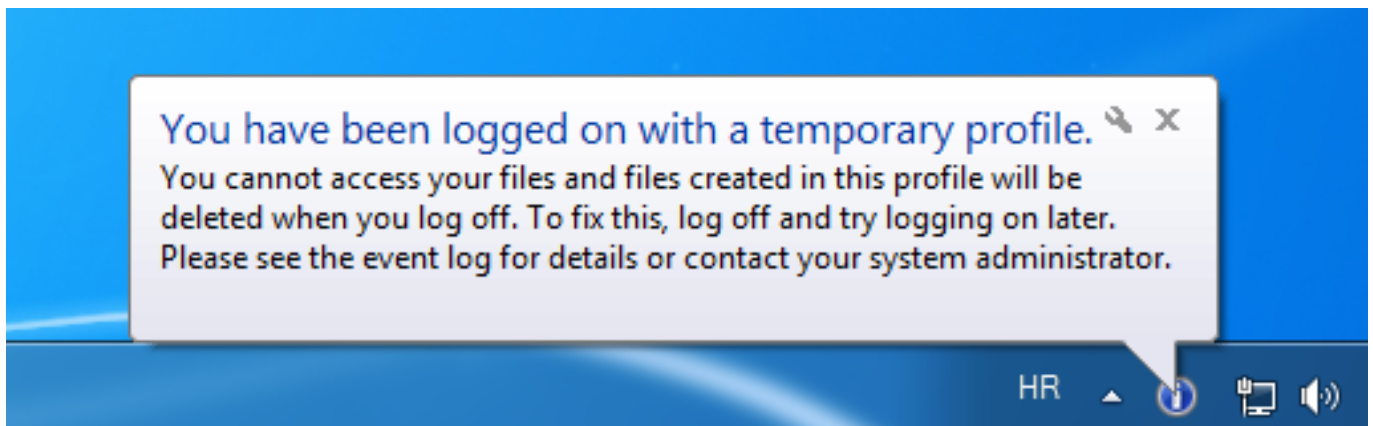 You have been logged on with a temporary profile.
You cannot access your files and files created in this profile will be
deleted when you log off. To fix this, log off and try logging on later.
Please see the event log for details or contact your system administrator.
HR